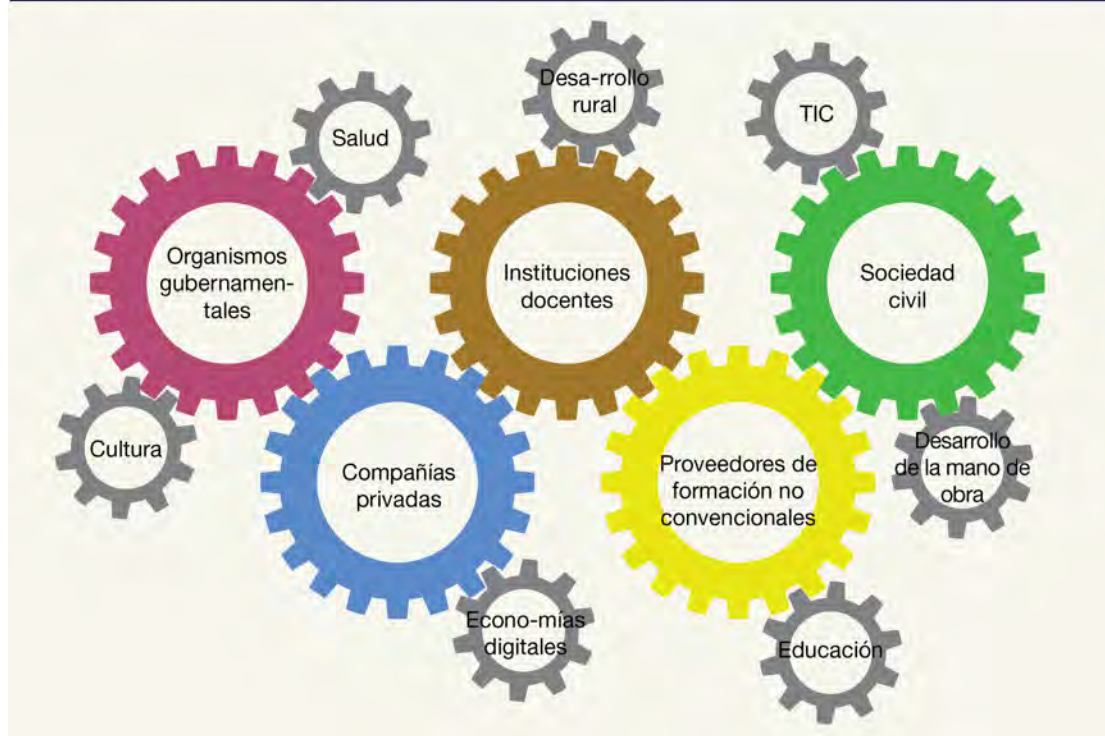 Desa-rrollo
rural
TIC
Salud
Organismos
gubernamen-
tales
Instituciones
docentes
Sociedad
civil
Cultura
Compañías
privadas
Proveedores de
formación no
convencionales
Desarrollo
de la mano de
obra
Econo-mías
digitales
Educación